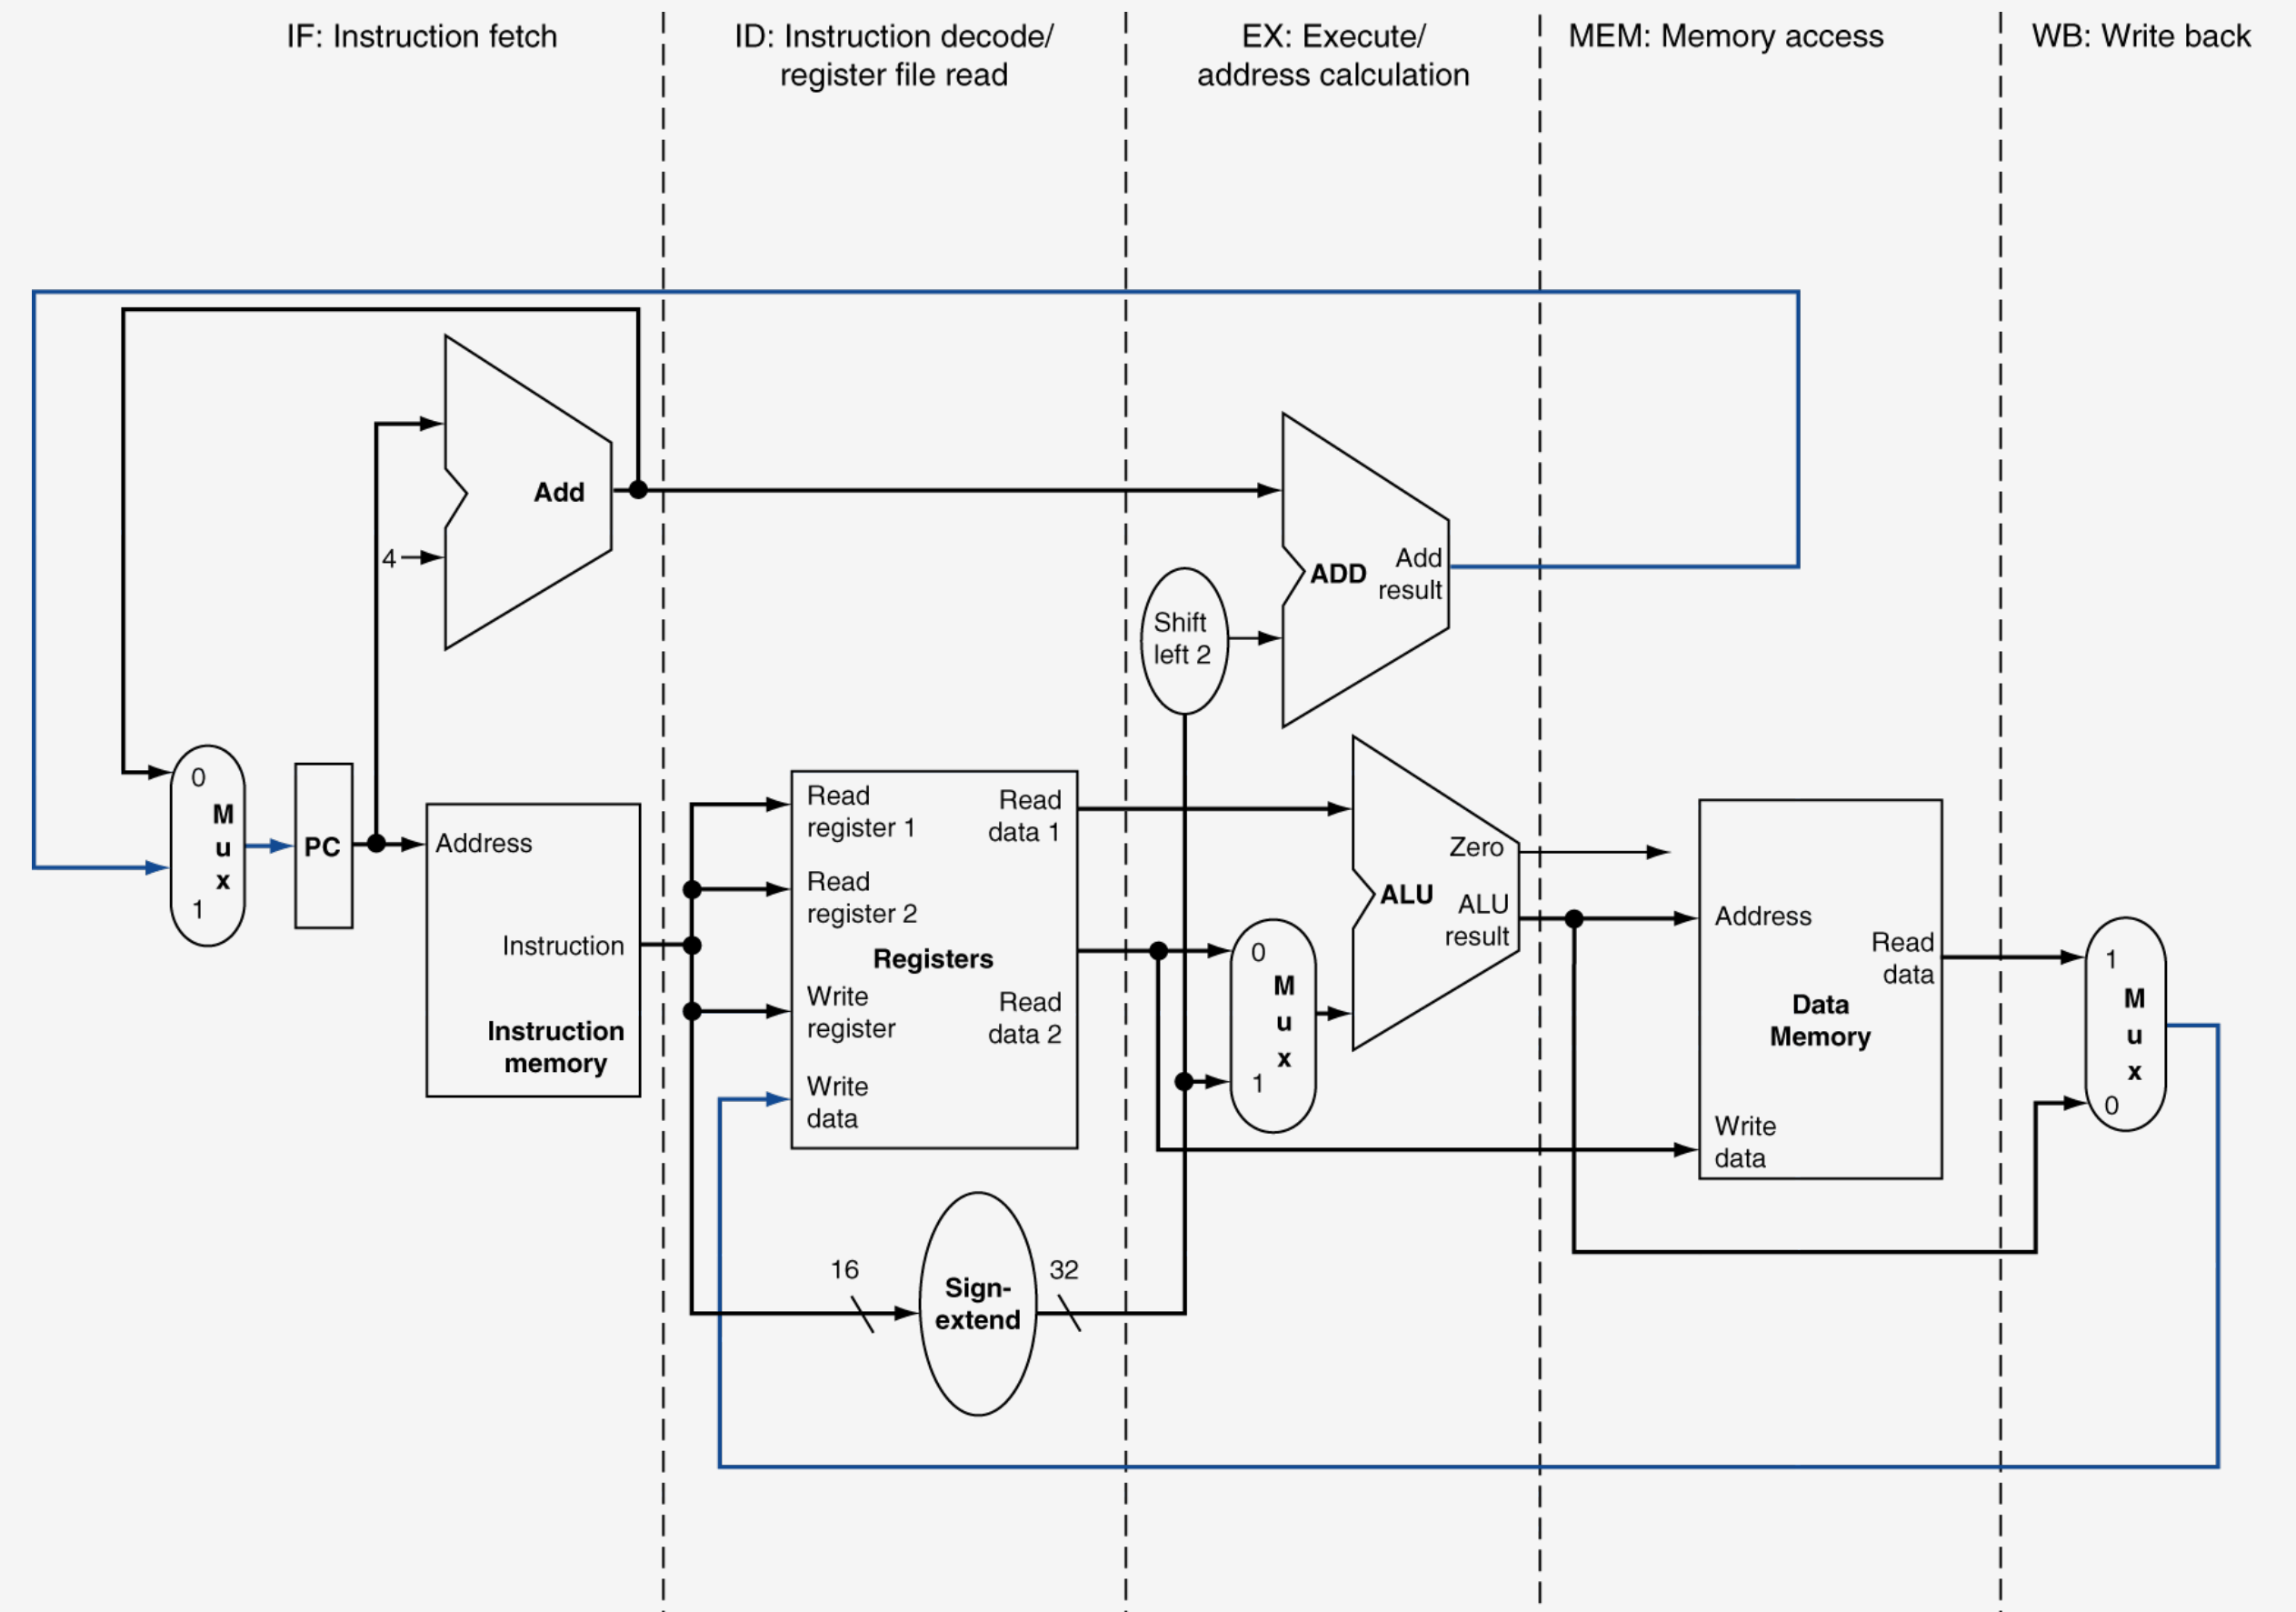 IF: Instruction fetch
ID: Instruction decode/
register file read
EX: Execute/
address calculation
MEM: Memory access
WB: Write back
Add
4
ADD
Add
result
Shift
left 2
0
M
u
x
1
PC
Address
Instruction
Instruction
memory
Read
register 1
Read
data 1
Read
register 2
Registers
Write
register
Read
data 2
Write
data
16
Sign-
extend
32
0
M
u
x
1
Zero
ALU
ALU
result
Address
Read
data
Data
Memory
Write
data
1
M
u
x
0